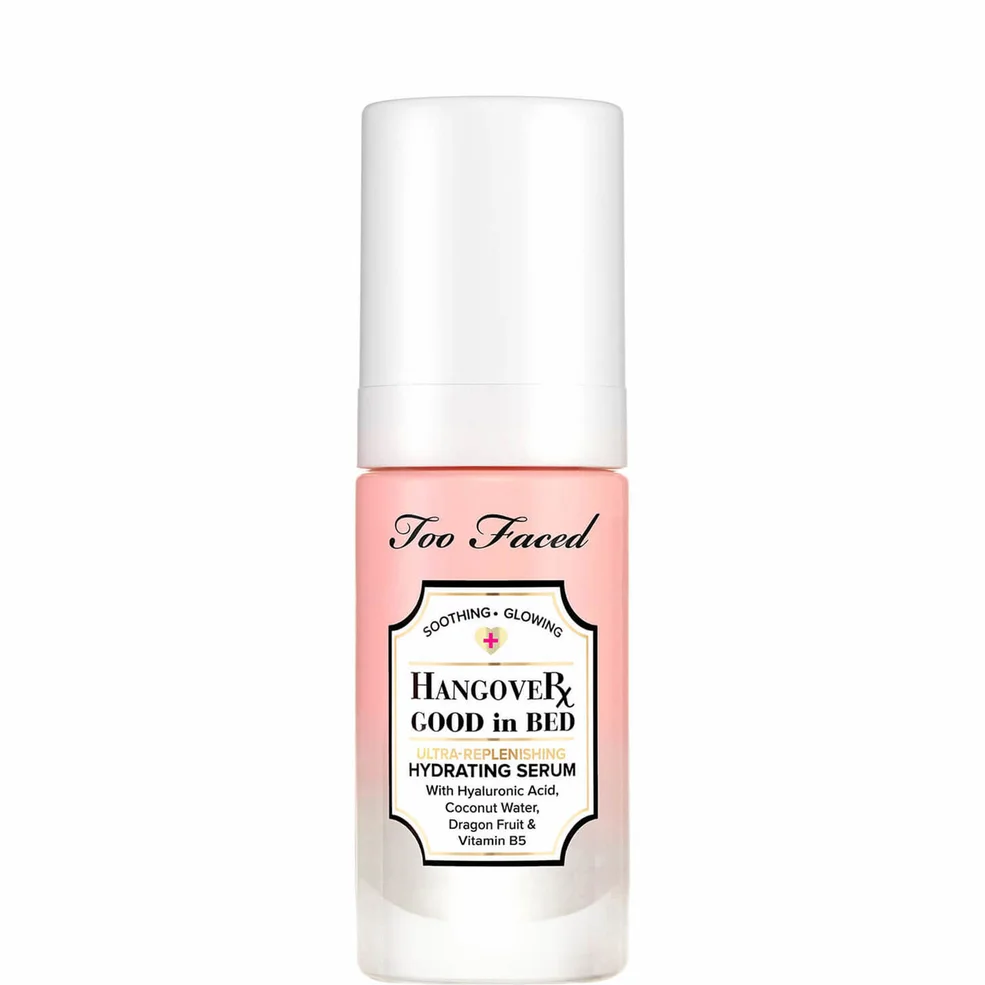 Too Faced
SOOTHING • GLOWING
HANGOVERx
GOOD in BED
ULTRA-REPLENISHING
HYDRATING SERUM
With Hyaluronic Acid,
Coconut Water,
Dragon Fruit &
Vitamin B5